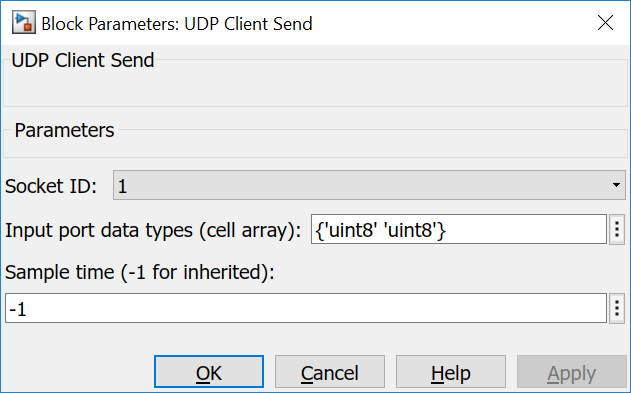 Block Parameters: UDP Client Send
UDP Client Send
Parameters
Socket ID: 1
Input port data types (cell array): {'uint8' 'uint8'}
Sample time (-1 for inherited):
-1
OK Cancel Help Apply